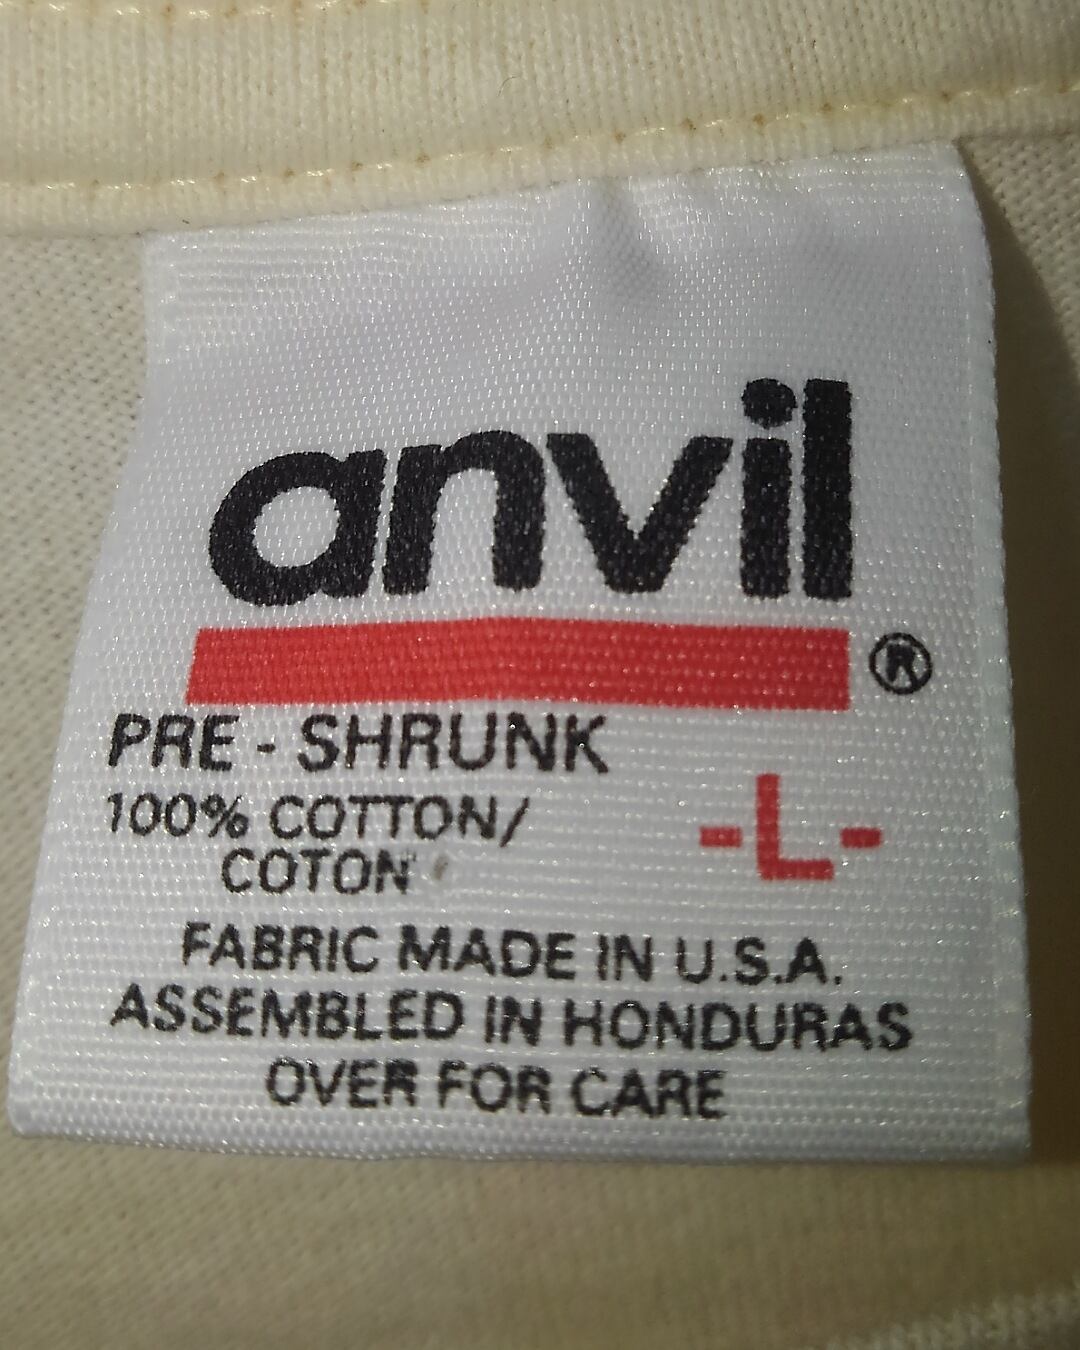 anvil
®
PRE - SHRUNK
100% COTTON/
COTON
-L-
FABRIC MADE IN U.S.A.
ASSEMBLED IN HONDURAS
OVER FOR CARE